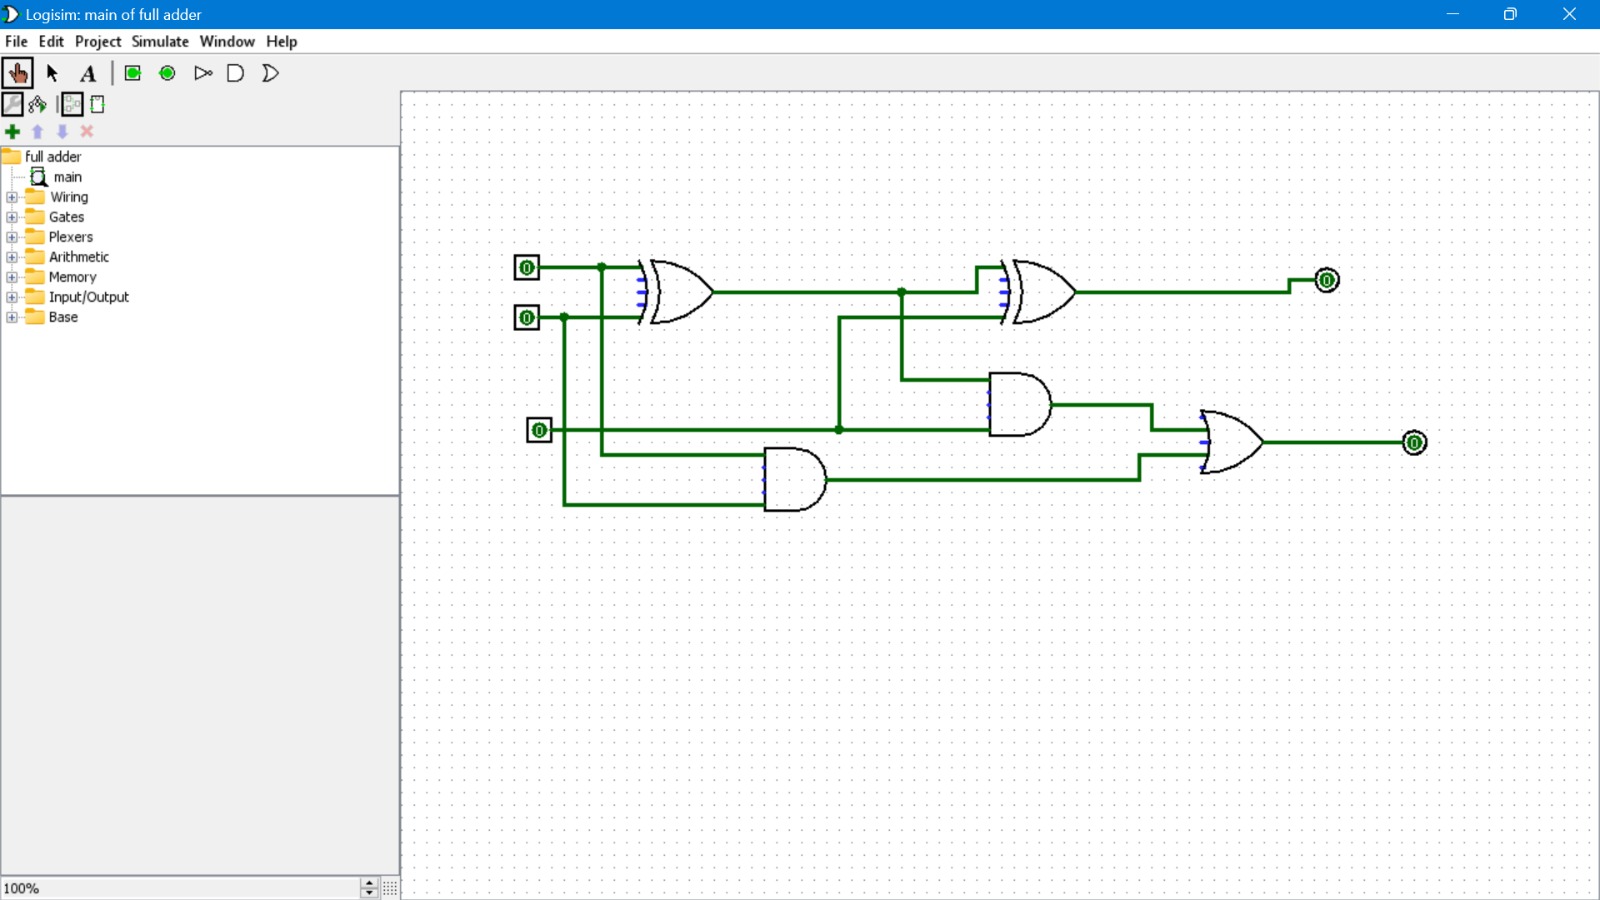 Logisim: main of full adder
File Edit Project Simulate Window Help
A
full adder
main
Wiring
Gates
Plexers
Arithmetic
Memory
Input/Output
Base
0
0
0
0
0
100%